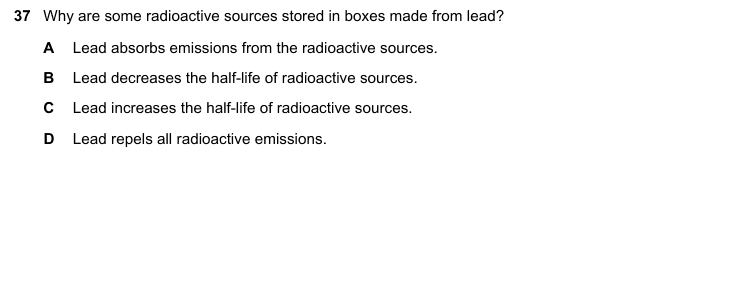 37 Why are some radioactive sources stored in boxes made from lead?
A Lead absorbs emissions from the radioactive sources.
B Lead decreases the half-life of radioactive sources.
C Lead increases the half-life of radioactive sources.
D Lead repels all radioactive emissions.